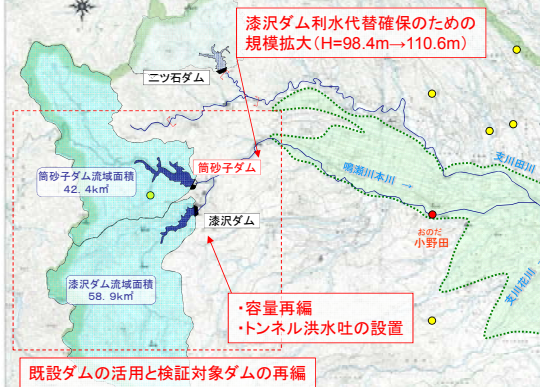 漆沢ダム利水代替確保のための
規模拡大(H=98.4m→110.6m)
二ツ石ダム
筒砂子ダム流域面積
42.4k㎡
筒砂子ダム
鳴瀬川本川 →
支川田川
漆沢ダム
おのだ
小野田
支川花川
漆沢ダム流域面積
58.9k㎡
・容量再編
・トンネル洪水吐の設置
既設ダムの活用と検証対象ダムの再編